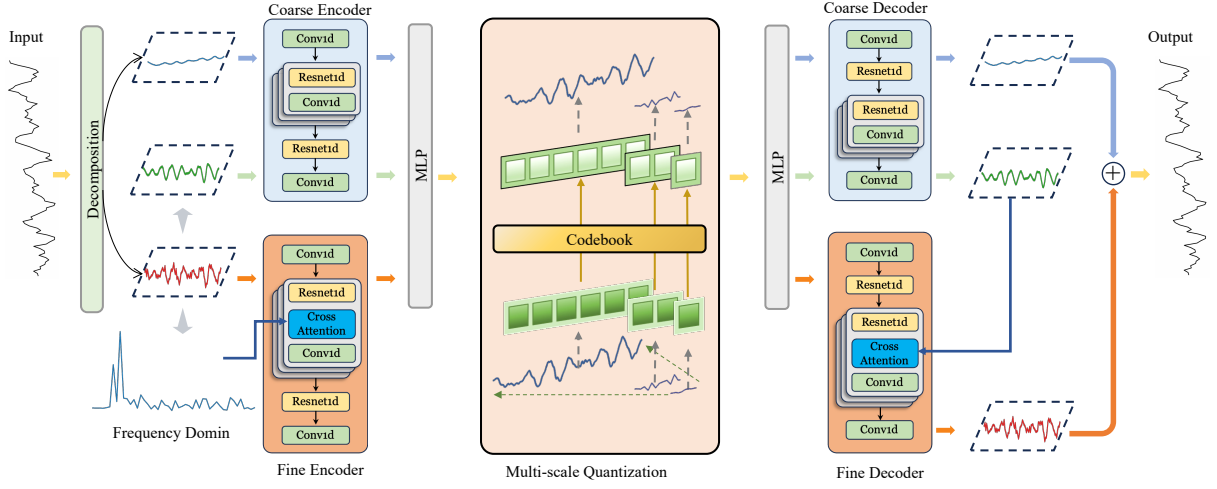 Input
Decomposition
Frequency Domin
Coarse Encoder
Conv1d
Resnet1d
Conv1d
Resnet1d
Conv1d
Conv1d
Resnet1d
Cross
Attention
Conv1d
Resnet1d
Conv1d
Fine Encoder
MLP
Codebook
Multi-scale Quantization
MLP
Coarse Decoder
Conv1d
Resnet1d
Resnet1d
Conv1d
Conv1d
Conv1d
Resnet1d
Resnet1d
Cross
Attention
Conv1d
Conv1d
Fine Decoder
Output